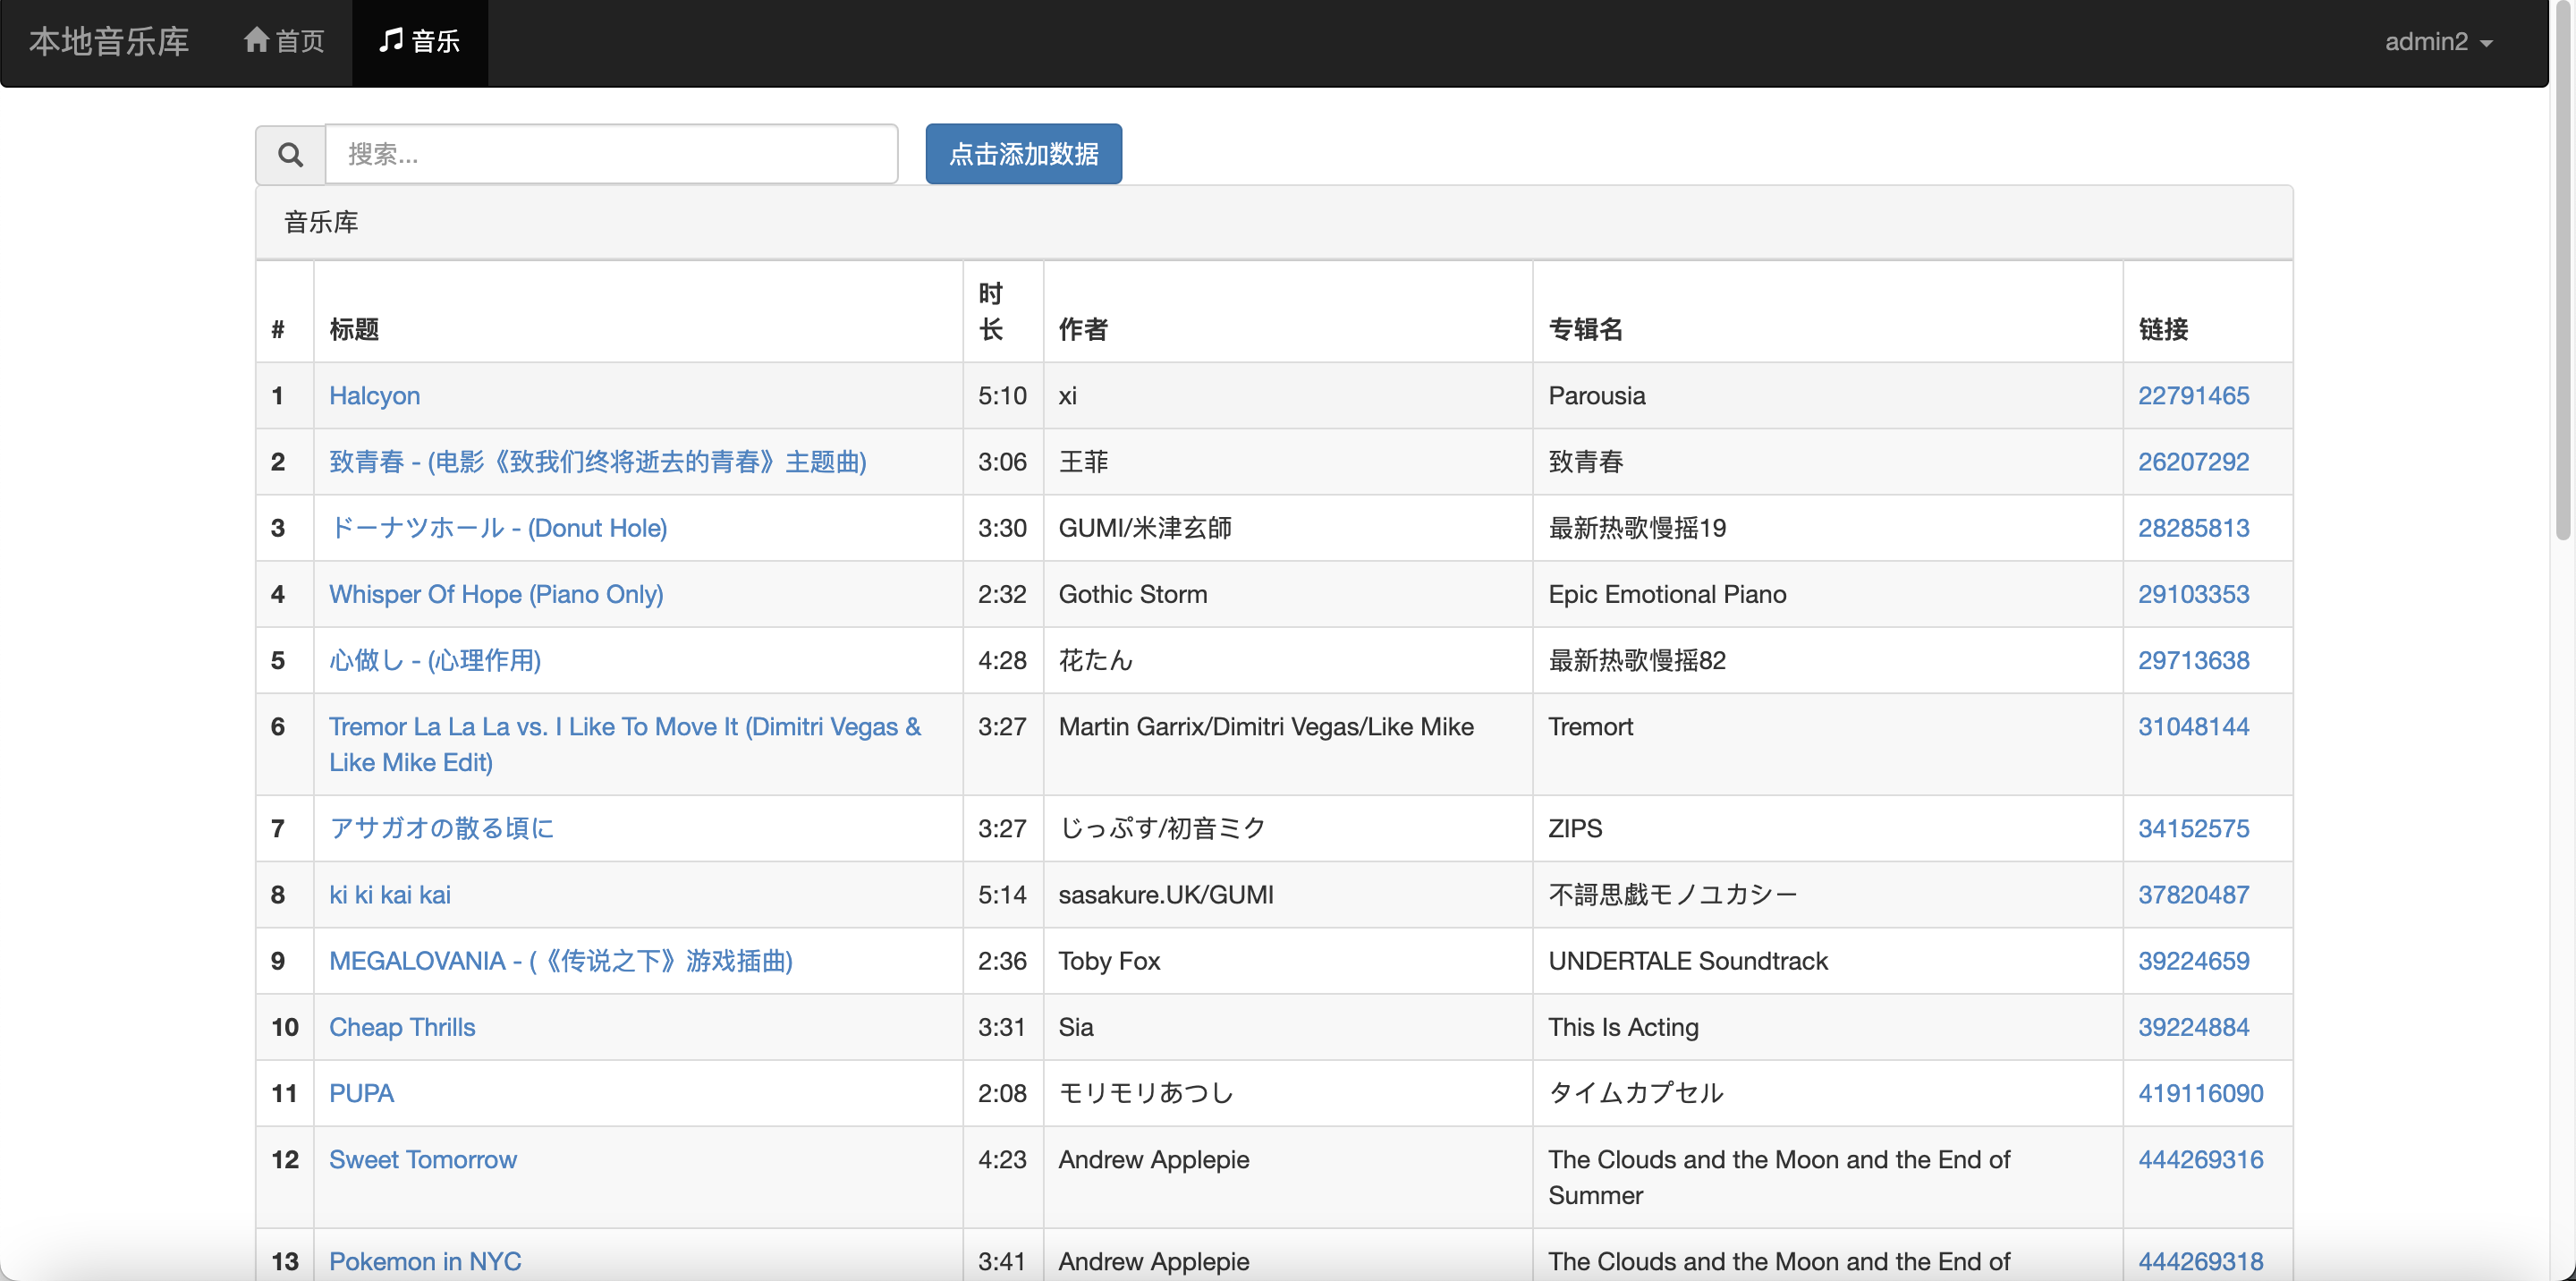 本地音乐库 首页 音乐 admin2
搜索... 点击添加数据
音乐库
# 标题 时长 作者 专辑名 链接
1 Halcyon 5:10 xi Parousia 22791465
2 致青春 - (电影《致我们终将逝去的青春》主题曲) 3:06 王菲 致青春 26207292
3 ドーナツホール - (Donut Hole) 3:30 GUMI/米津玄師 最新热歌慢摇19 28285813
4 Whisper Of Hope (Piano Only) 2:32 Gothic Storm Epic Emotional Piano 29103353
5 心做し - (心理作用) 4:28 花たん 最新热歌慢摇82 29713638
6 Tremor La La La vs. I Like To Move It (Dimitri Vegas & 3:27 Martin Garrix/Dimitri Vegas/Like Mike Tremort 31048144
Like Mike Edit)
7 アサガオの散る頃に 3:27 じっぷす/初音ミク ZIPS 34152575
8 ki ki kai kai 5:14 sasakure.UK/GUMI 不謌思戯モノユカシー 37820487
9 MEGALOVANIA - (《传说之下》游戏插曲) 2:36 Toby Fox UNDERTALE Soundtrack 39224659
10 Cheap Thrills 3:31 Sia This Is Acting 39224884
11 PUPA 2:08 モリモリあつし タイムカプセル 419116090
12 Sweet Tomorrow 4:23 Andrew Applepie The Clouds and the Moon and the End of 444269316
Summer
13 Pokemon in NYC 3:41 Andrew Applepie The Clouds and the Moon and the End of 444269318